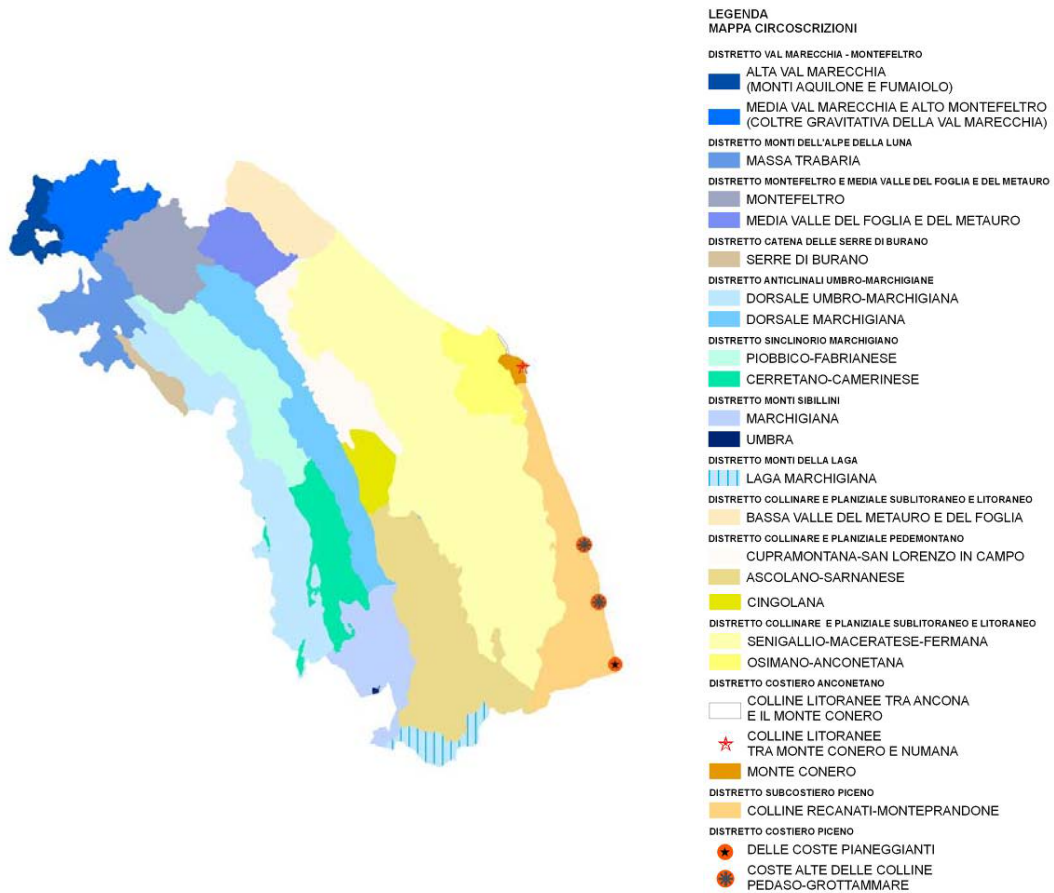 LEGENDA
MAPPA CIRCOSCRIZIONI
DISTRETTO VAL MARECCHIA - MONTEFELTRO
ALTA VAL MARECCHIA
(MONTI AQUILONE E FUMAIOLO)
MEDIA VAL MARECCHIA E ALTO MONTEFELTRO
(COLTRE GRAVITATIVA DELLA VAL MARECCHIA)
DISTRETTO MONTI DELL'ALPE DELLA LUNA
MASSA TRABARIA
DISTRETTO MONTEFELTRO E MEDIA VALLE DEL FOGLIA E DEL METAURO
MONTEFELTRO
MEDIA VALLE DEL FOGLIA E DEL METAURO
DISTRETTO CATENA DELLE SERRE DI BURANO
SERRE DI BURANO
DISTRETTO ANTICLINALI UMBRO-MARCHIGIANE
DORSALE UMBRO-MARCHIGIANA
DORSALE MARCHIGIANA
DISTRETTO SINCLINORIO MARCHIGIANO
PIOBBICO-FABRIANESE
CERRETANO-CAMERINESE
DISTRETTO MONTI SIBILLINI
MARCHIGIANA
UMBRA
DISTRETTO MONTI DELLA LAGA
LAGA MARCHIGIANA
DISTRETTO COLLINARE E PLANIZIALE SUBLITORANEO E LITORANEO
BASSA VALLE DEL METAURO E DEL FOGLIA
DISTRETTO COLLINARE E PLANIZIALE PEDEMONTANO
CUPRAMONTANA-SAN LORENZO IN CAMPO
ASCOLANO-SARNANESE
CINGOLANA
DISTRETTO COLLINARE E PLANIZIALE SUBLITORANEO E LITORANEO
SENIGALLIO-MACERATESE-FERMANA
OSIMANO-ANCONETANA
DISTRETTO COSTIERO ANCONETANO
COLLINE LITORANEE TRA ANCONA
E IL MONTE CONERO
COLLINE LITORANEE
TRA MONTE CONERO E NUMANA
MONTE CONERO
DISTRETTO SUBCOSTIERO PICENO
COLLINE RECANATI-MONTEPRANDONE
DISTRETTO COSTIERO PICENO
DELLE COSTE PIANEGGIANTI
COSTE ALTE DELLE COLLINE
PEDASO-GROTTAMMARE